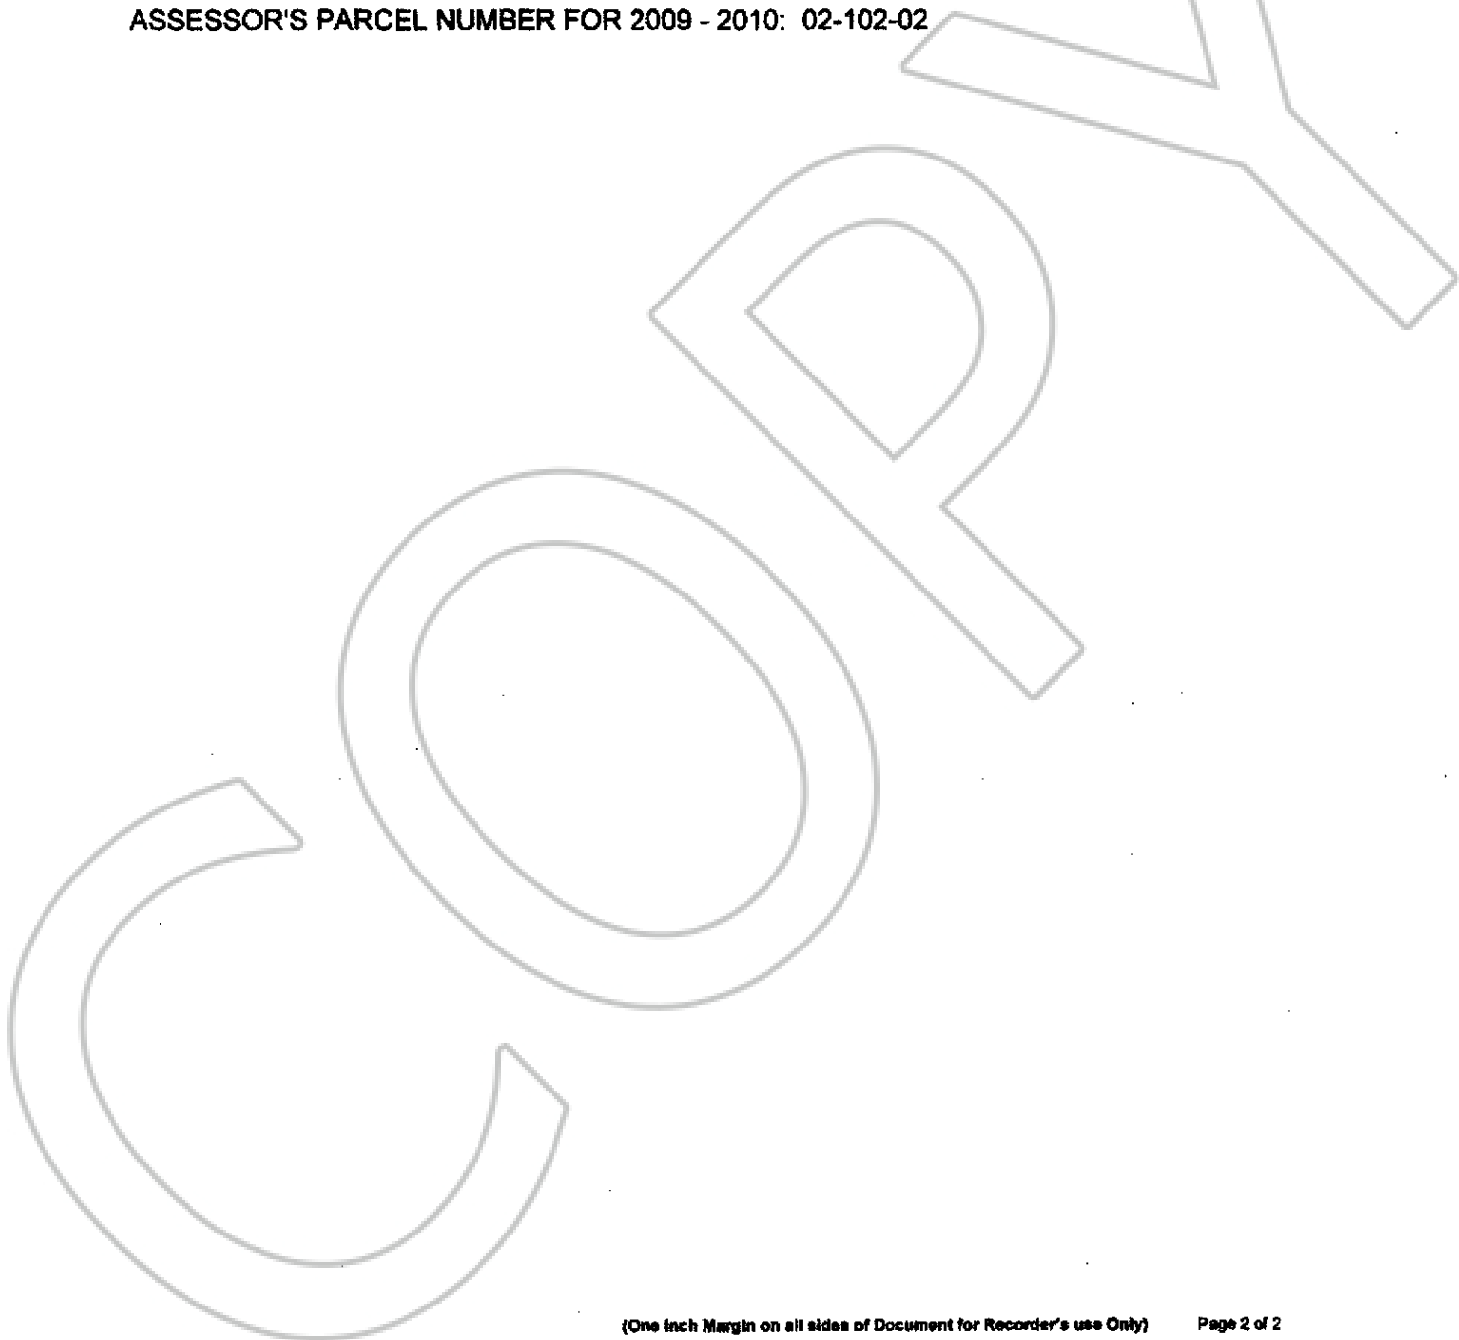 ASSESSOR'S PARCEL NUMBER FOR 2009 - 2010: 02-102-02
COPY
(One inch Margin on all sides of Document for Recorder's use Only) Page 2 of 2